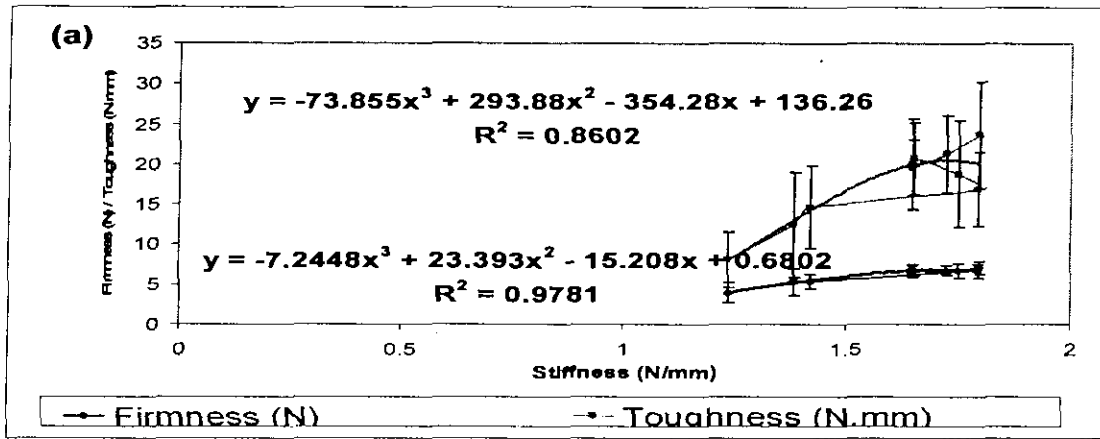 (a)
Firmness (N) / Toughness (N.mm)
35
30
25
20
15
10
5
0
y = -73.855x³ + 293.88x² - 354.28x + 136.26
R² = 0.8602
y = -7.2448x³ + 23.393x² - 15.208x + 0.6802
R² = 0.9781
0 0.5 1 1.5 2
Stiffness (N/mm)
Firmness (N) Toughness (N.mm)